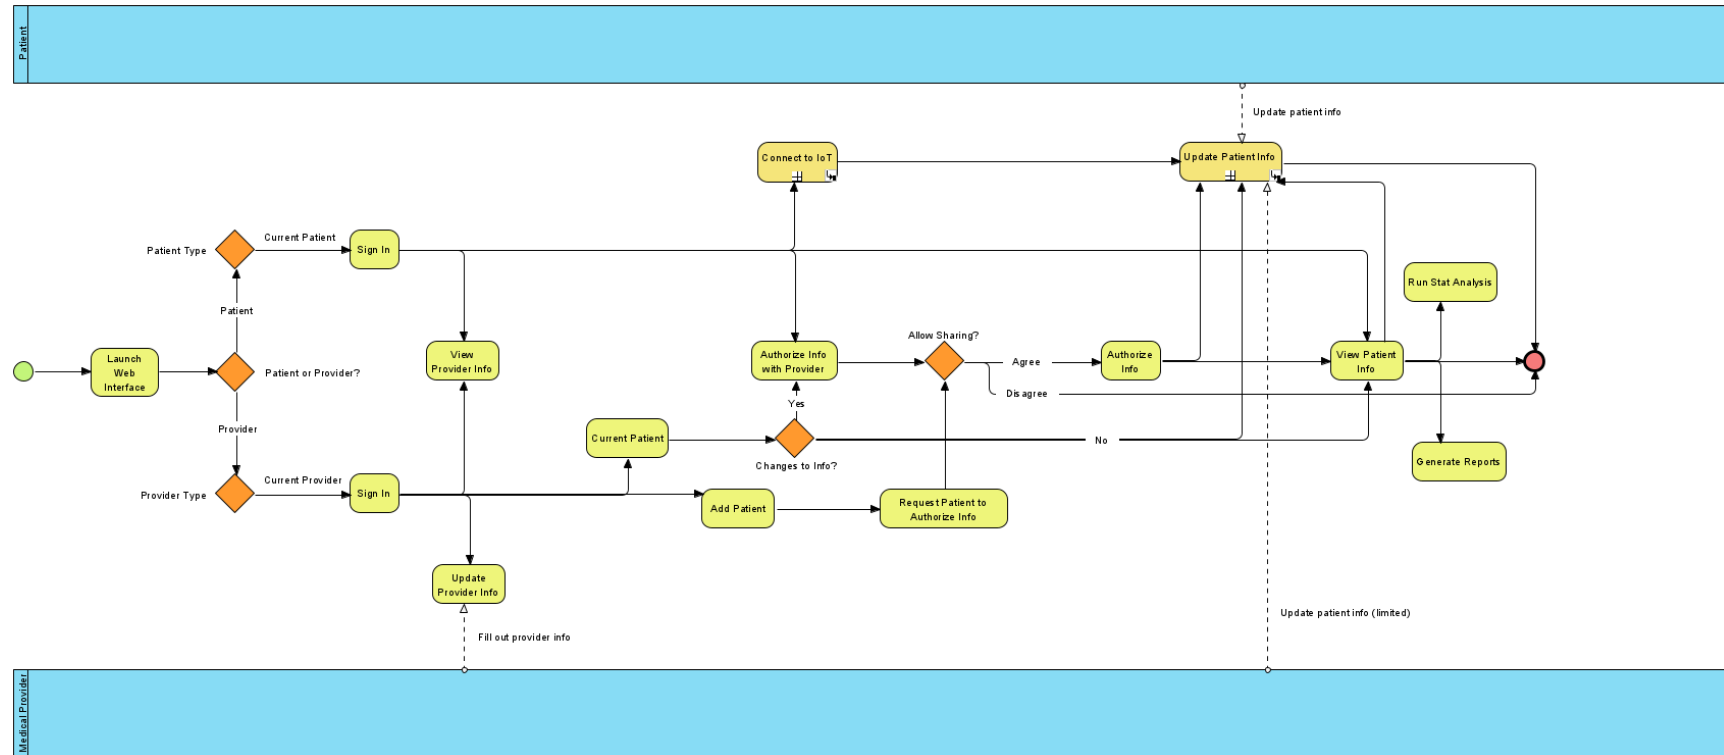 Patient
Update patient info
Connect to IoT
Update Patient Info
Patient Type
Current Patient
Sign In
Run Stat Analysis
Patient
Launch
Web
Interface
Patient or Provider?
View
Provider Info
Authorize Info
with Provider
Allow Sharing?
Agree
Disagree
Authorize
Info
View Patient
Info
Yes
Provider
Current Patient
Changes to Info?
No
Generate Reports
Provider Type
Current Provider
Sign In
Add Patient
Request Patient to
Authorize Info
Update
Provider Info
Fill out provider info
Update patient info (limited)
Medical Provider